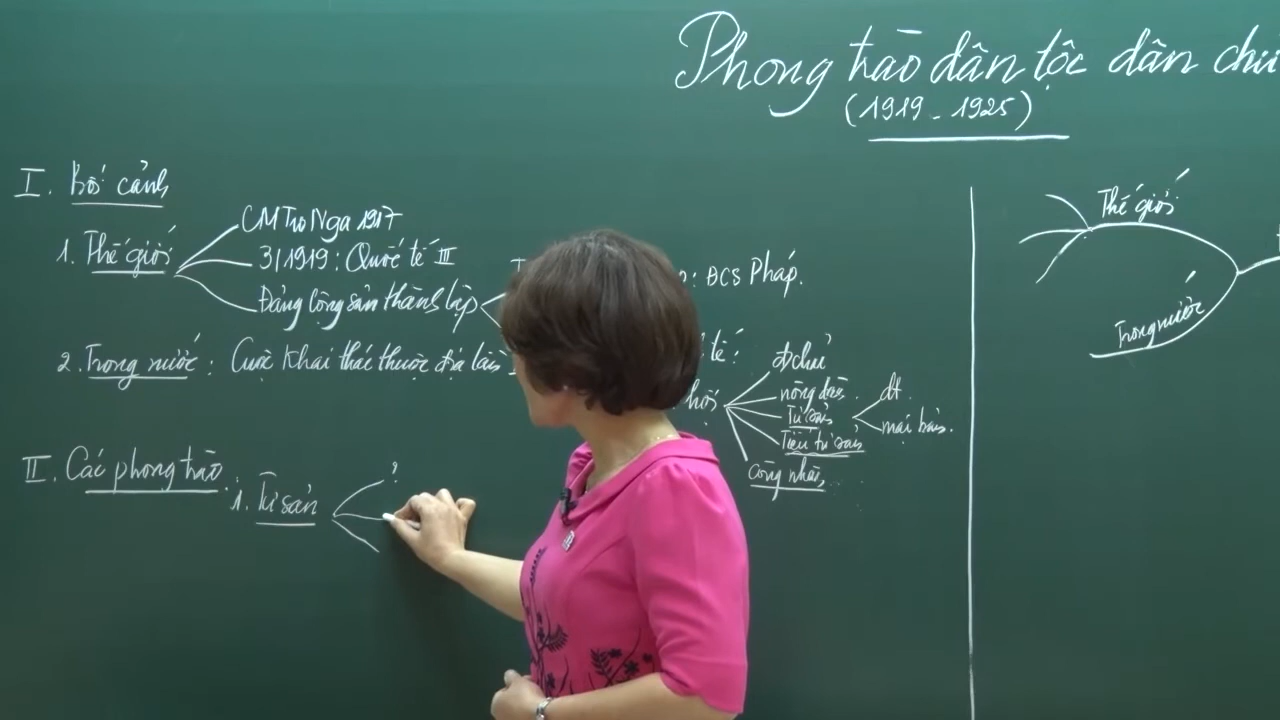 Phong trào dân tộc dân chủ
(1919 - 1925)
I. Bối cảnh
1. Thế giới
CMT10 Nga 1917
3/1919: Quốc tế III
Đảng Cộng sản thành lập
: ĐCS Pháp.
2. Trong nước: Cuộc khai thác thuộc địa lần
tế:
hội
địa chủ
nông dân.
Tư sản
Tiểu tư sản
công nhân
dt.
mại bản.
II. Các phong trào.
1. Tư sản
?
Thế giới
Trong nước